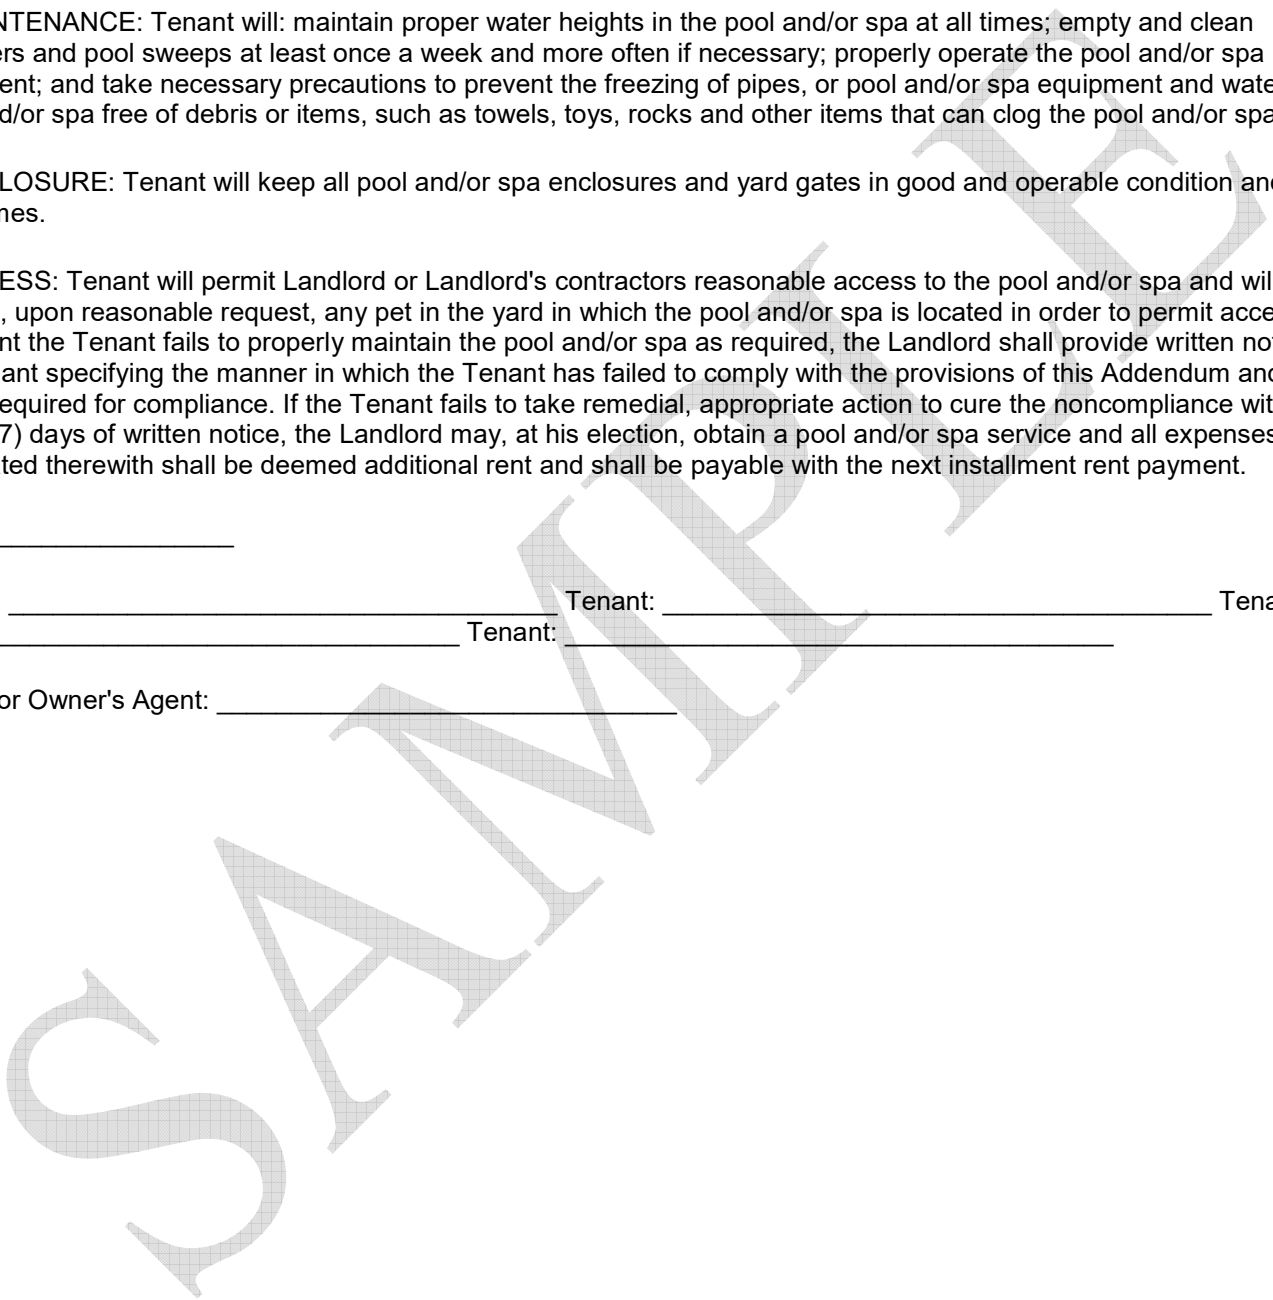 NTENANCE: Tenant will: maintain proper water heights in the pool and/or spa at all times; empty and clean
ers and pool sweeps at least once a week and more often if necessary; properly operate the pool and/or spa
ent; and take necessary precautions to prevent the freezing of pipes, or pool and/or spa equipment and wate
d/or spa free of debris or items, such as towels, toys, rocks and other items that can clog the pool and/or spa
LOSURE: Tenant will keep all pool and/or spa enclosures and yard gates in good and operable condition and
mes.
ESS: Tenant will permit Landlord or Landlord's contractors reasonable access to the pool and/or spa and wil
, upon reasonable request, any pet in the yard in which the pool and/or spa is located in order to permit acce
nt the Tenant fails to properly maintain the pool and/or spa as required, the Landlord shall provide written not
ant specifying the manner in which the Tenant has failed to comply with the provisions of this Addendum and
equired for compliance. If the Tenant fails to take remedial, appropriate action to cure the noncompliance wit
7) days of written notice, the Landlord may, at his election, obtain a pool and/or spa service and all expenses
ted therewith shall be deemed additional rent and shall be payable with the next installment rent payment.
________________
______________________________________ Tenant: ______________________________________ Tena
________________________________ Tenant: ______________________________________
or Owner's Agent: ________________________________
SAMPLE